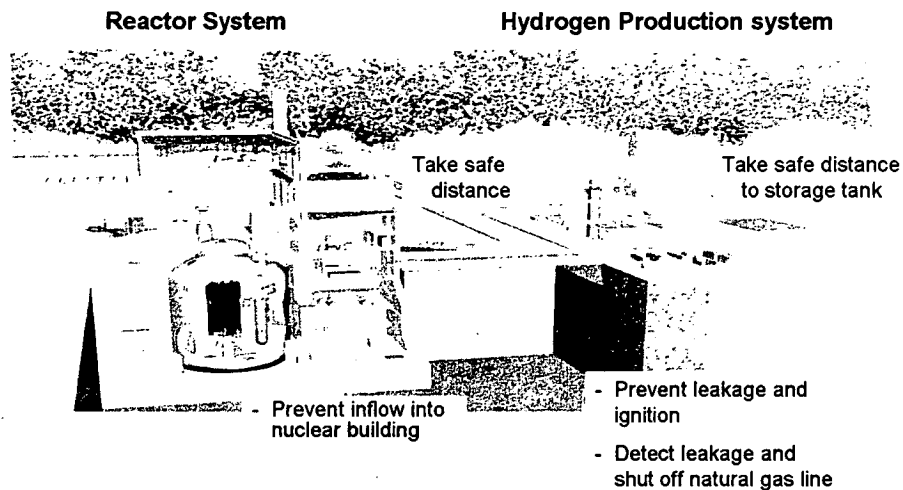 Reactor System
Hydrogen Production system
Take safe
distance
Take safe distance
to storage tank
- Prevent inflow into
nuclear building
- Prevent leakage and
ignition
- Detect leakage and
shut off natural gas line